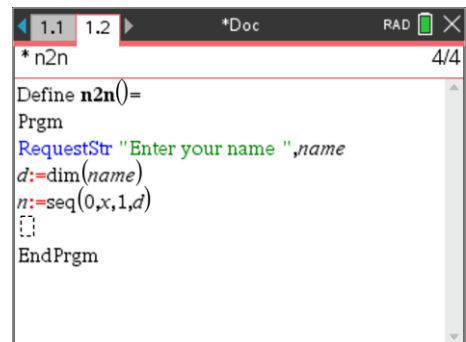 1.1 1.2 *Doc RAD
* n2n 4/4
Define n2n()=
Prgm
RequestStr "Enter your name ",name
d:=dim(name)
n:=seq(0,x,1,d)
EndPrgm